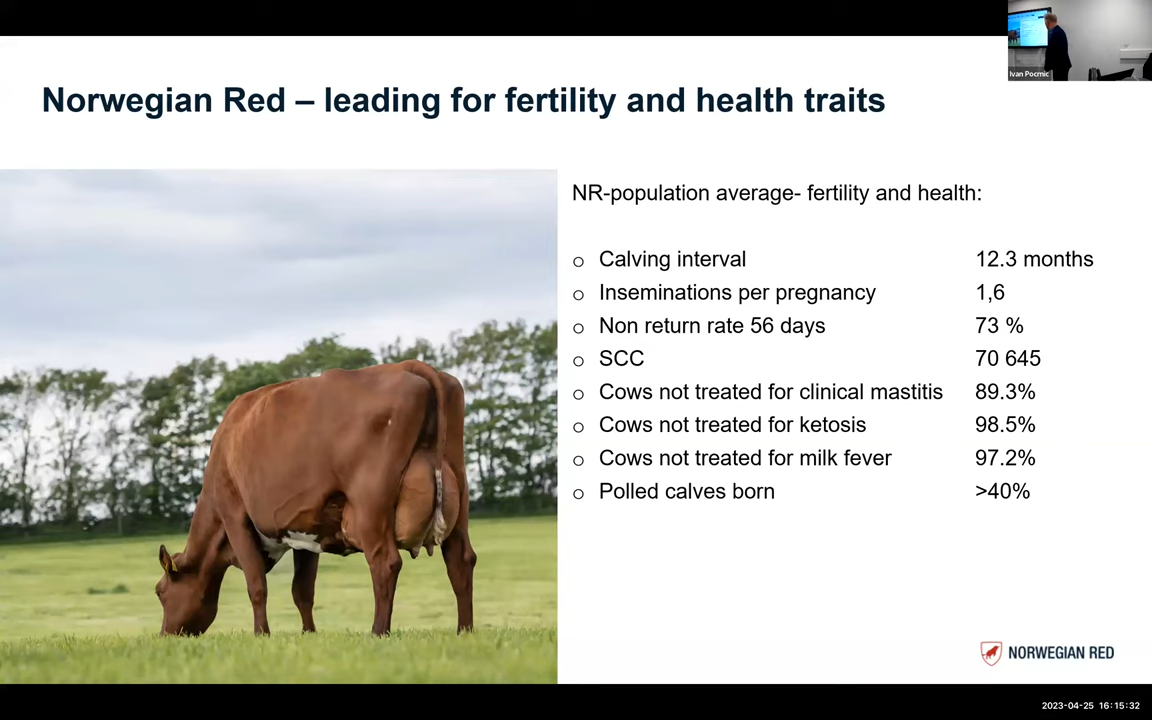 Ivan Pocrnic
Norwegian Red – leading for fertility and health traits
NR-population average- fertility and health:
o Calving interval 12.3 months
o Inseminations per pregnancy 1,6
o Non return rate 56 days 73 %
o SCC 70 645
o Cows not treated for clinical mastitis 89.3%
o Cows not treated for ketosis 98.5%
o Cows not treated for milk fever 97.2%
o Polled calves born >40%
NORWEGIAN RED
2023-04-25 16:15:32